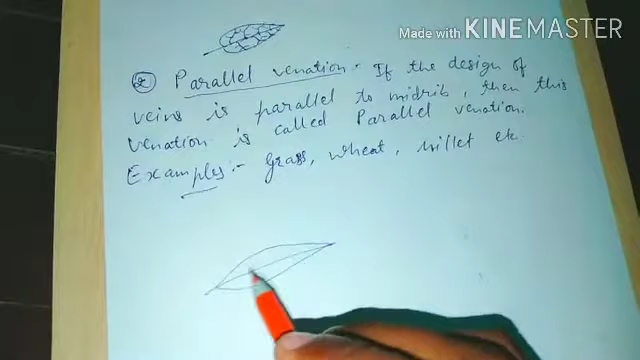 Made with KINEMASTER
(2) Parallel venation :- If the design of
veins is parallel to midrib, then this
venation is called Parallel venation.
Examples :- Grass, wheat, millet etc.